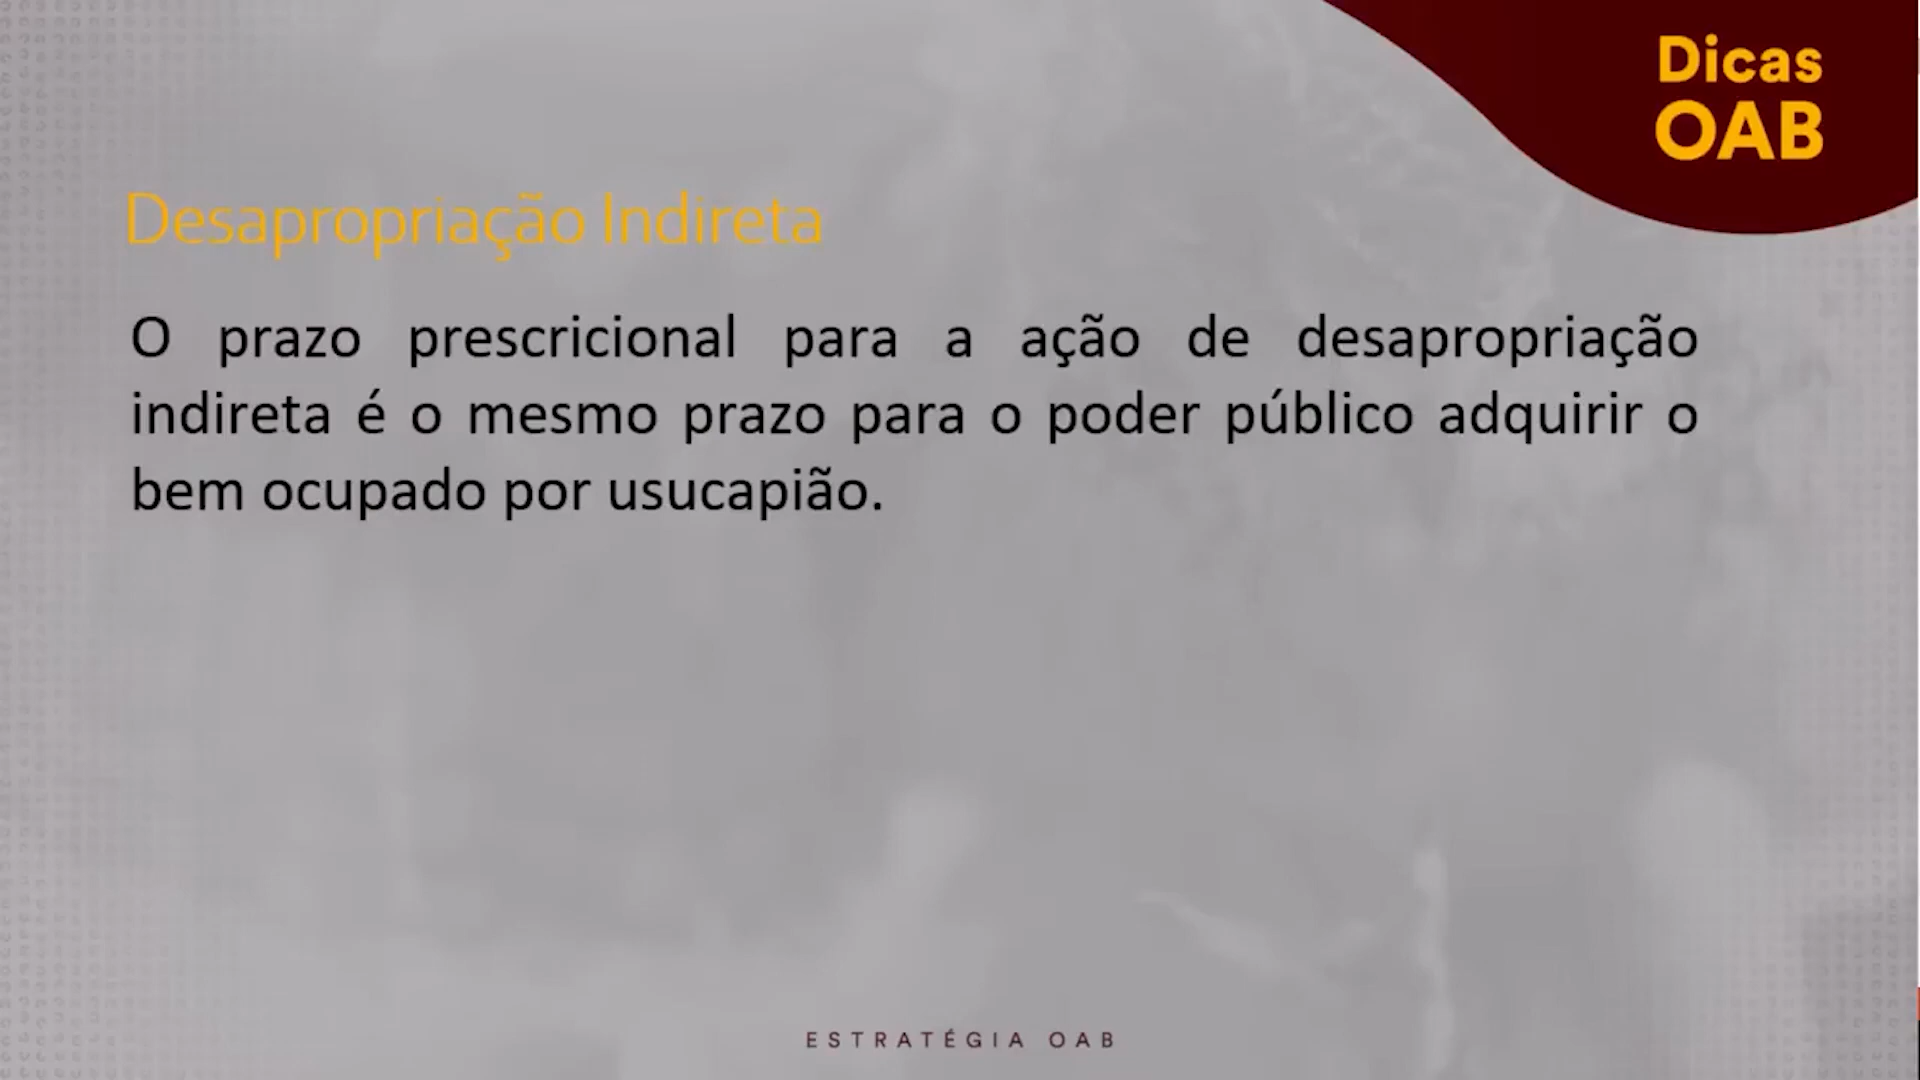 Dicas
OAB
Desapropriação Indireta
O prazo prescricional para a ação de desapropriação
indireta é o mesmo prazo para o poder público adquirir o
bem ocupado por usucapião.
ESTRATÉGIA OAB